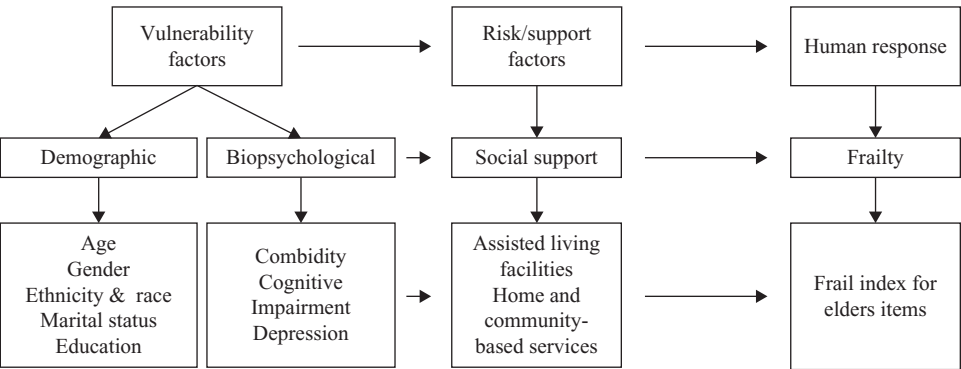 Vulnerability
factors
Risk/support
factors
Human response
Demographic
Biopsychological
Social support
Frailty
Age
Gender
Ethnicity & race
Marital status
Education
Combidity
Cognitive
Impairment
Depression
Assisted living
facilities
Home and
community-
based services
Frail index for
elders items